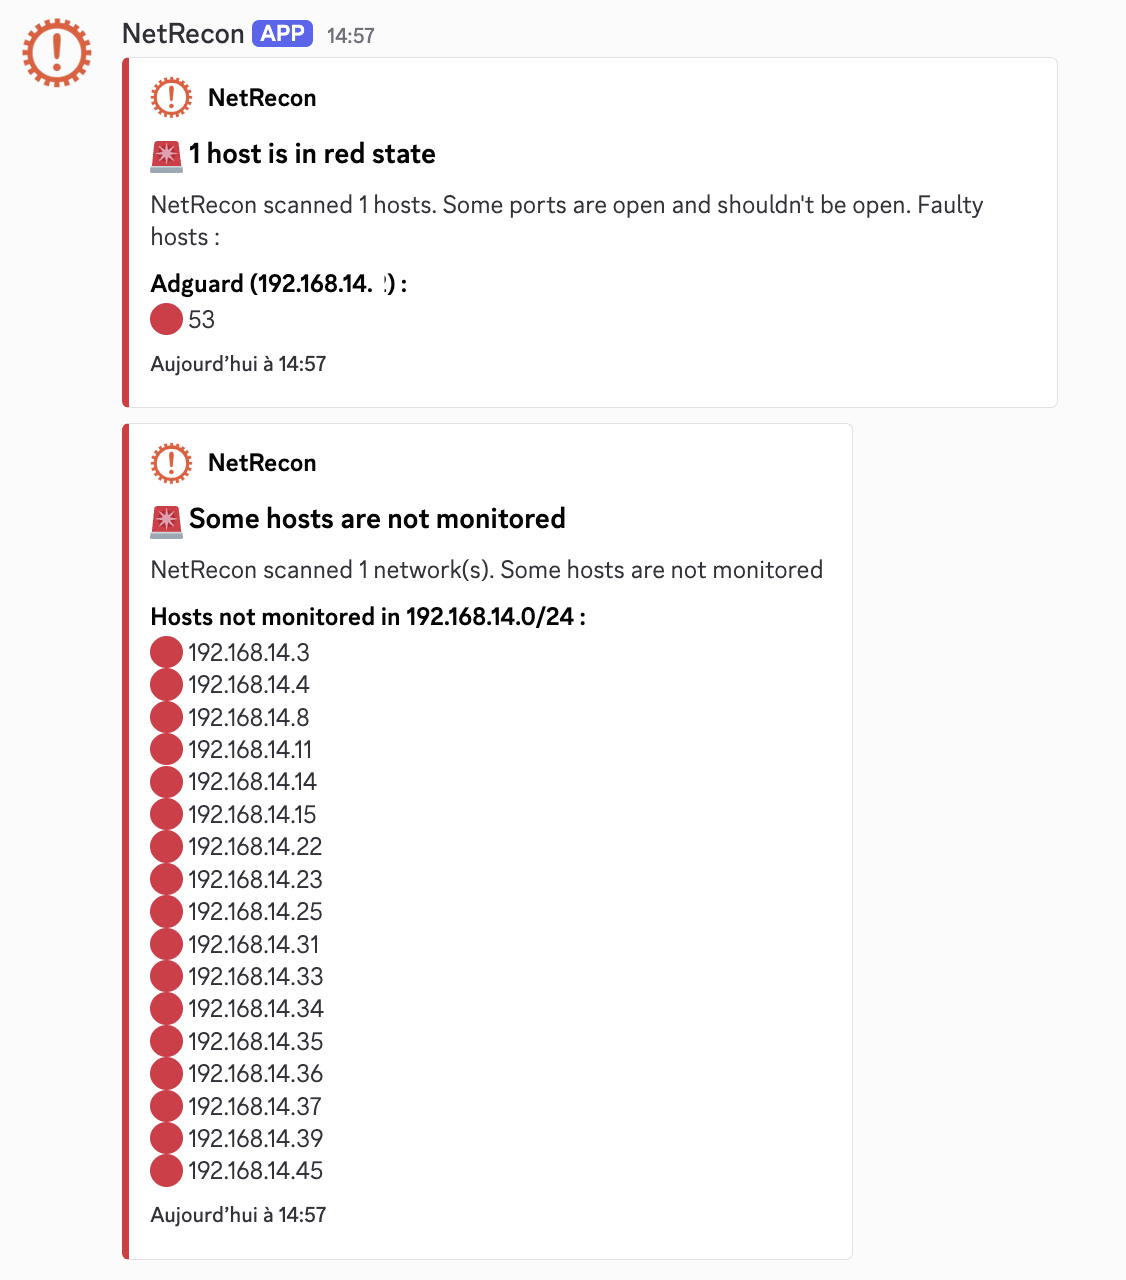 NetRecon APP 14:57
NetRecon
1 host is in red state
NetRecon scanned 1 hosts. Some ports are open and shouldn't be open. Faulty
hosts :
Adguard (192.168.14. ) :
53
Aujourd’hui à 14:57
NetRecon
Some hosts are not monitored
NetRecon scanned 1 network(s). Some hosts are not monitored
Hosts not monitored in 192.168.14.0/24 :
192.168.14.3
192.168.14.4
192.168.14.8
192.168.14.11
192.168.14.14
192.168.14.15
192.168.14.22
192.168.14.23
192.168.14.25
192.168.14.31
192.168.14.33
192.168.14.34
192.168.14.35
192.168.14.36
192.168.14.37
192.168.14.39
192.168.14.45
Aujourd’hui à 14:57